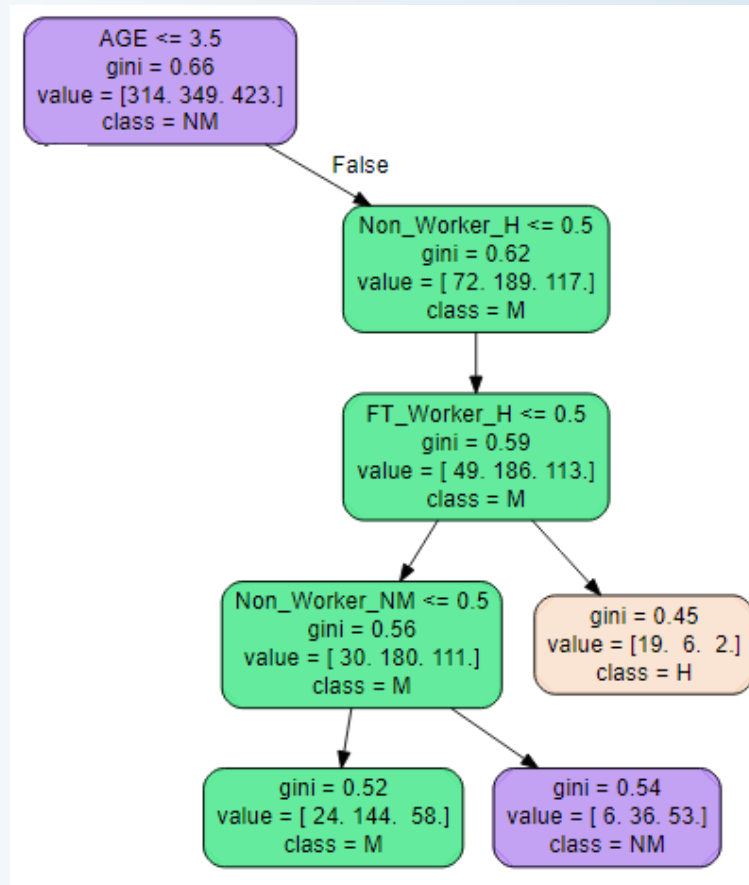 AGE <= 3.5
gini = 0.66
value = [314. 349. 423.]
class = NM
False
Non_Worker_H <= 0.5
gini = 0.62
value = [ 72. 189. 117.]
class = M
FT_Worker_H <= 0.5
gini = 0.59
value = [ 49. 186. 113.]
class = M
Non_Worker_NM <= 0.5
gini = 0.56
value = [ 30. 180. 111.]
class = M
gini = 0.45
value = [19. 6. 2.]
class = H
gini = 0.52
value = [ 24. 144. 58.]
class = M
gini = 0.54
value = [ 6. 36. 53.]
class = NM